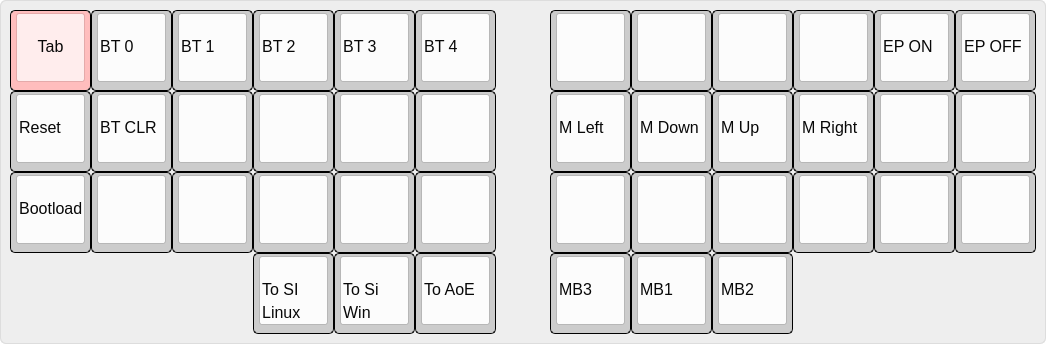 Tab BT 0 BT 1 BT 2 BT 3 BT 4 EP ON EP OFF
Reset BT CLR M Left M Down M Up M Right
Bootload
To SI Linux To Si Win To AoE MB3 MB1 MB2